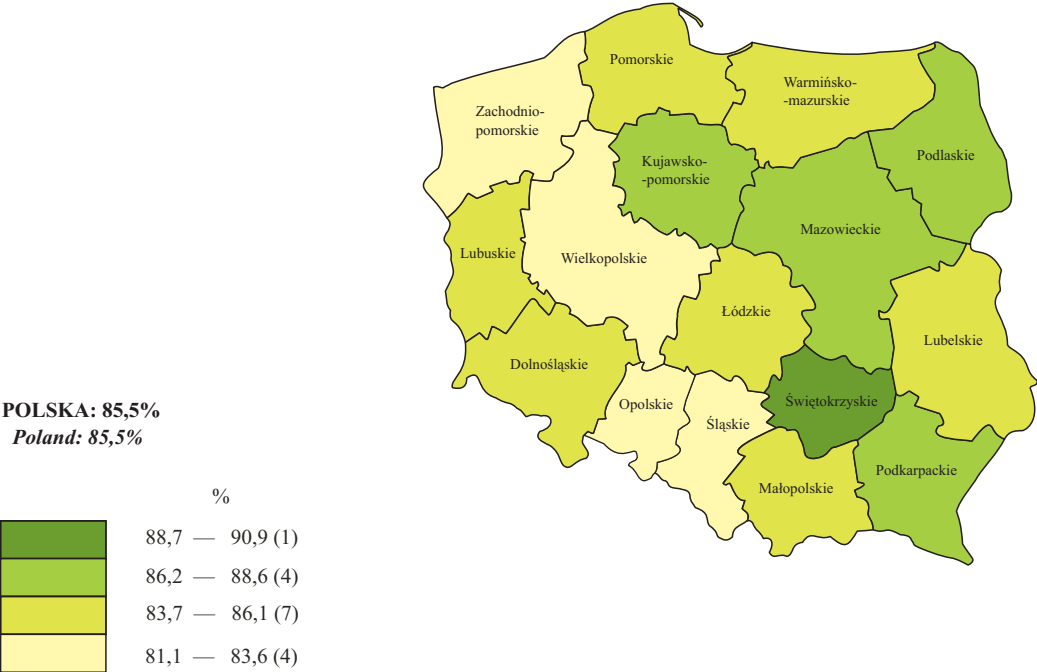 Pomorskie
Warmińsko-
-mazurskie
Zachodnio-
pomorskie
Podlaskie
Kujawsko-
-pomorskie
Mazowieckie
Lubuskie
Wielkopolskie
Łódzkie
Lubelskie
Dolnośląskie
Opolskie
Świętokrzyskie
Śląskie
Podkarpackie
Małopolskie
POLSKA: 85,5%
Poland: 85,5%
%
88,7 — 90,9 (1)
86,2 — 88,6 (4)
83,7 — 86,1 (7)
81,1 — 83,6 (4)